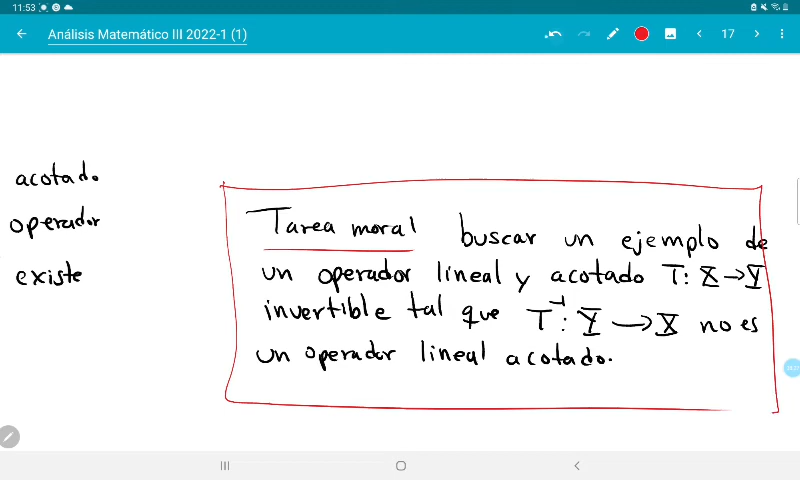 11:53
Análisis Matemático III 2022-1 (1)
17
acotado
operador
existe
Tarea moral buscar un ejemplo de
un operador lineal y acotado T: X → Y
invertible tal que T⁻¹: Y → X no es
un operador lineal acotado.